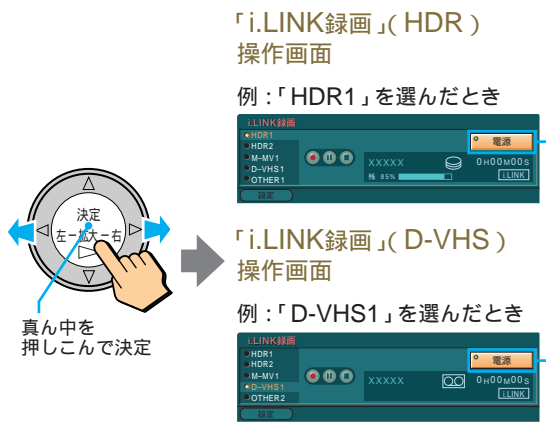 「i.LINK録画」(HDR)
操作画面
例：「HDR1」を選んだとき
i.LINK録画
HDR1
HDR2
M-MV1
D-VHS1
OTHER1
XXXXX
残 85%
電源
0H00M00S
i.LINK
設定
決定
左－拡大－右
真ん中を
押しこんで決定
「i.LINK録画」(D-VHS)
操作画面
例：「D-VHS1」を選んだとき
i.LINK録画
HDR1
HDR2
M-MV1
D-VHS1
OTHER2
XXXXX
電源
0H00M00S
i.LINK
設定